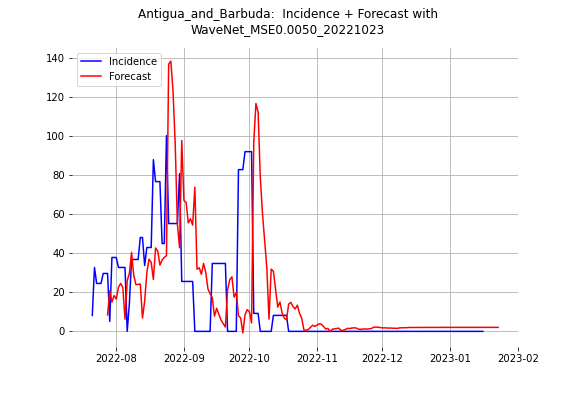 Antigua_and_Barbuda:  Incidence + Forecast with
WaveNet_MSE0.0050_20221023
Incidence
Forecast
140
120
100
80
60
40
20
0
2022-08 2022-09 2022-10 2022-11 2022-12 2023-01 2023-02